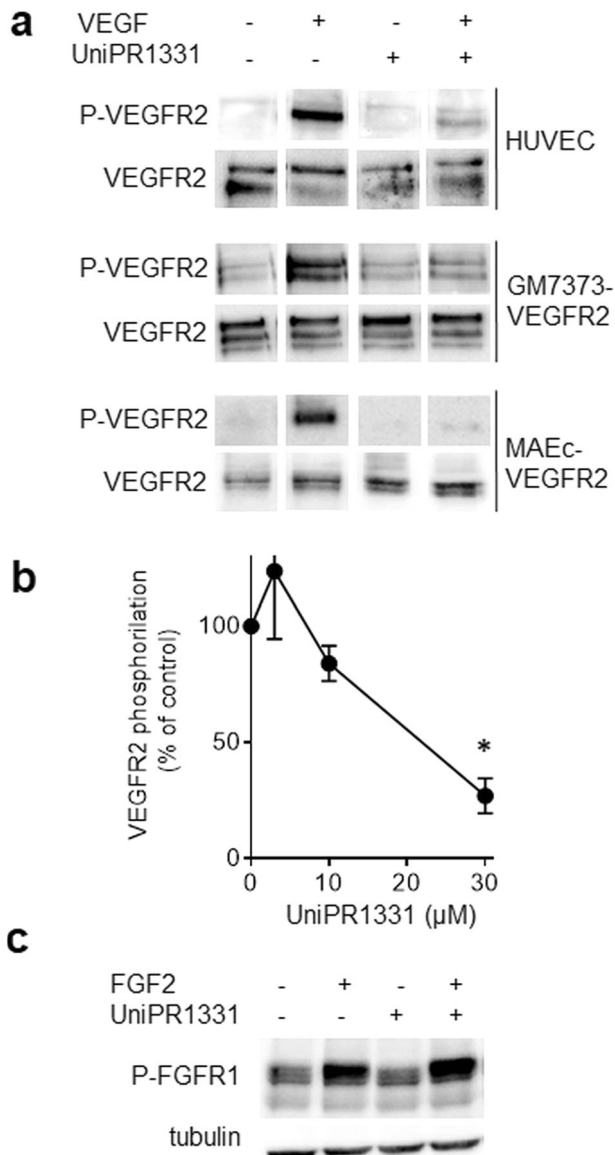 a
VEGF - + - +
UniPR1331 - - + +
P-VEGFR2
HUVEC
VEGFR2
P-VEGFR2
GM7373-
VEGFR2
VEGFR2
P-VEGFR2
MAEc-
VEGFR2
VEGFR2
b
VEGFR2 phosphorilation
(% of control)
100
50
0
*
0 10 20 30
UniPR1331 (µM)
c
FGF2 - + - +
UniPR1331 - - + +
P-FGFR1
tubulin